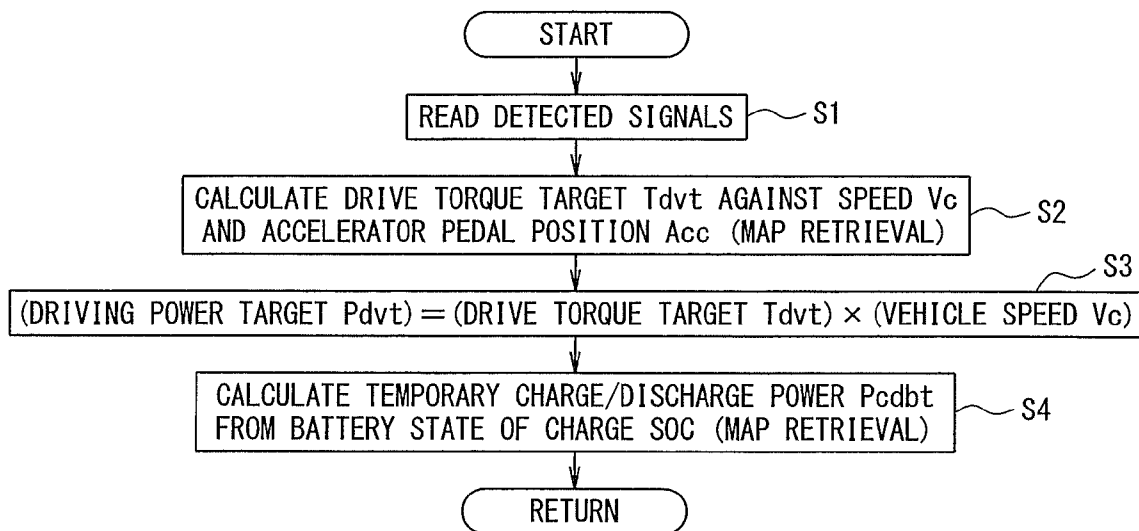 START
READ DETECTED SIGNALS
S1
CALCULATE DRIVE TORQUE TARGET Tdvt AGAINST SPEED Vc
AND ACCELERATOR PEDAL POSITION Acc (MAP RETRIEVAL)
S2
S3
(DRIVING POWER TARGET Pdvt)=(DRIVE TORQUE TARGET Tdvt)×(VEHICLE SPEED Vc)
CALCULATE TEMPORARY CHARGE/DISCHARGE POWER Pcdbt
FROM BATTERY STATE OF CHARGE SOC (MAP RETRIEVAL)
S4
RETURN